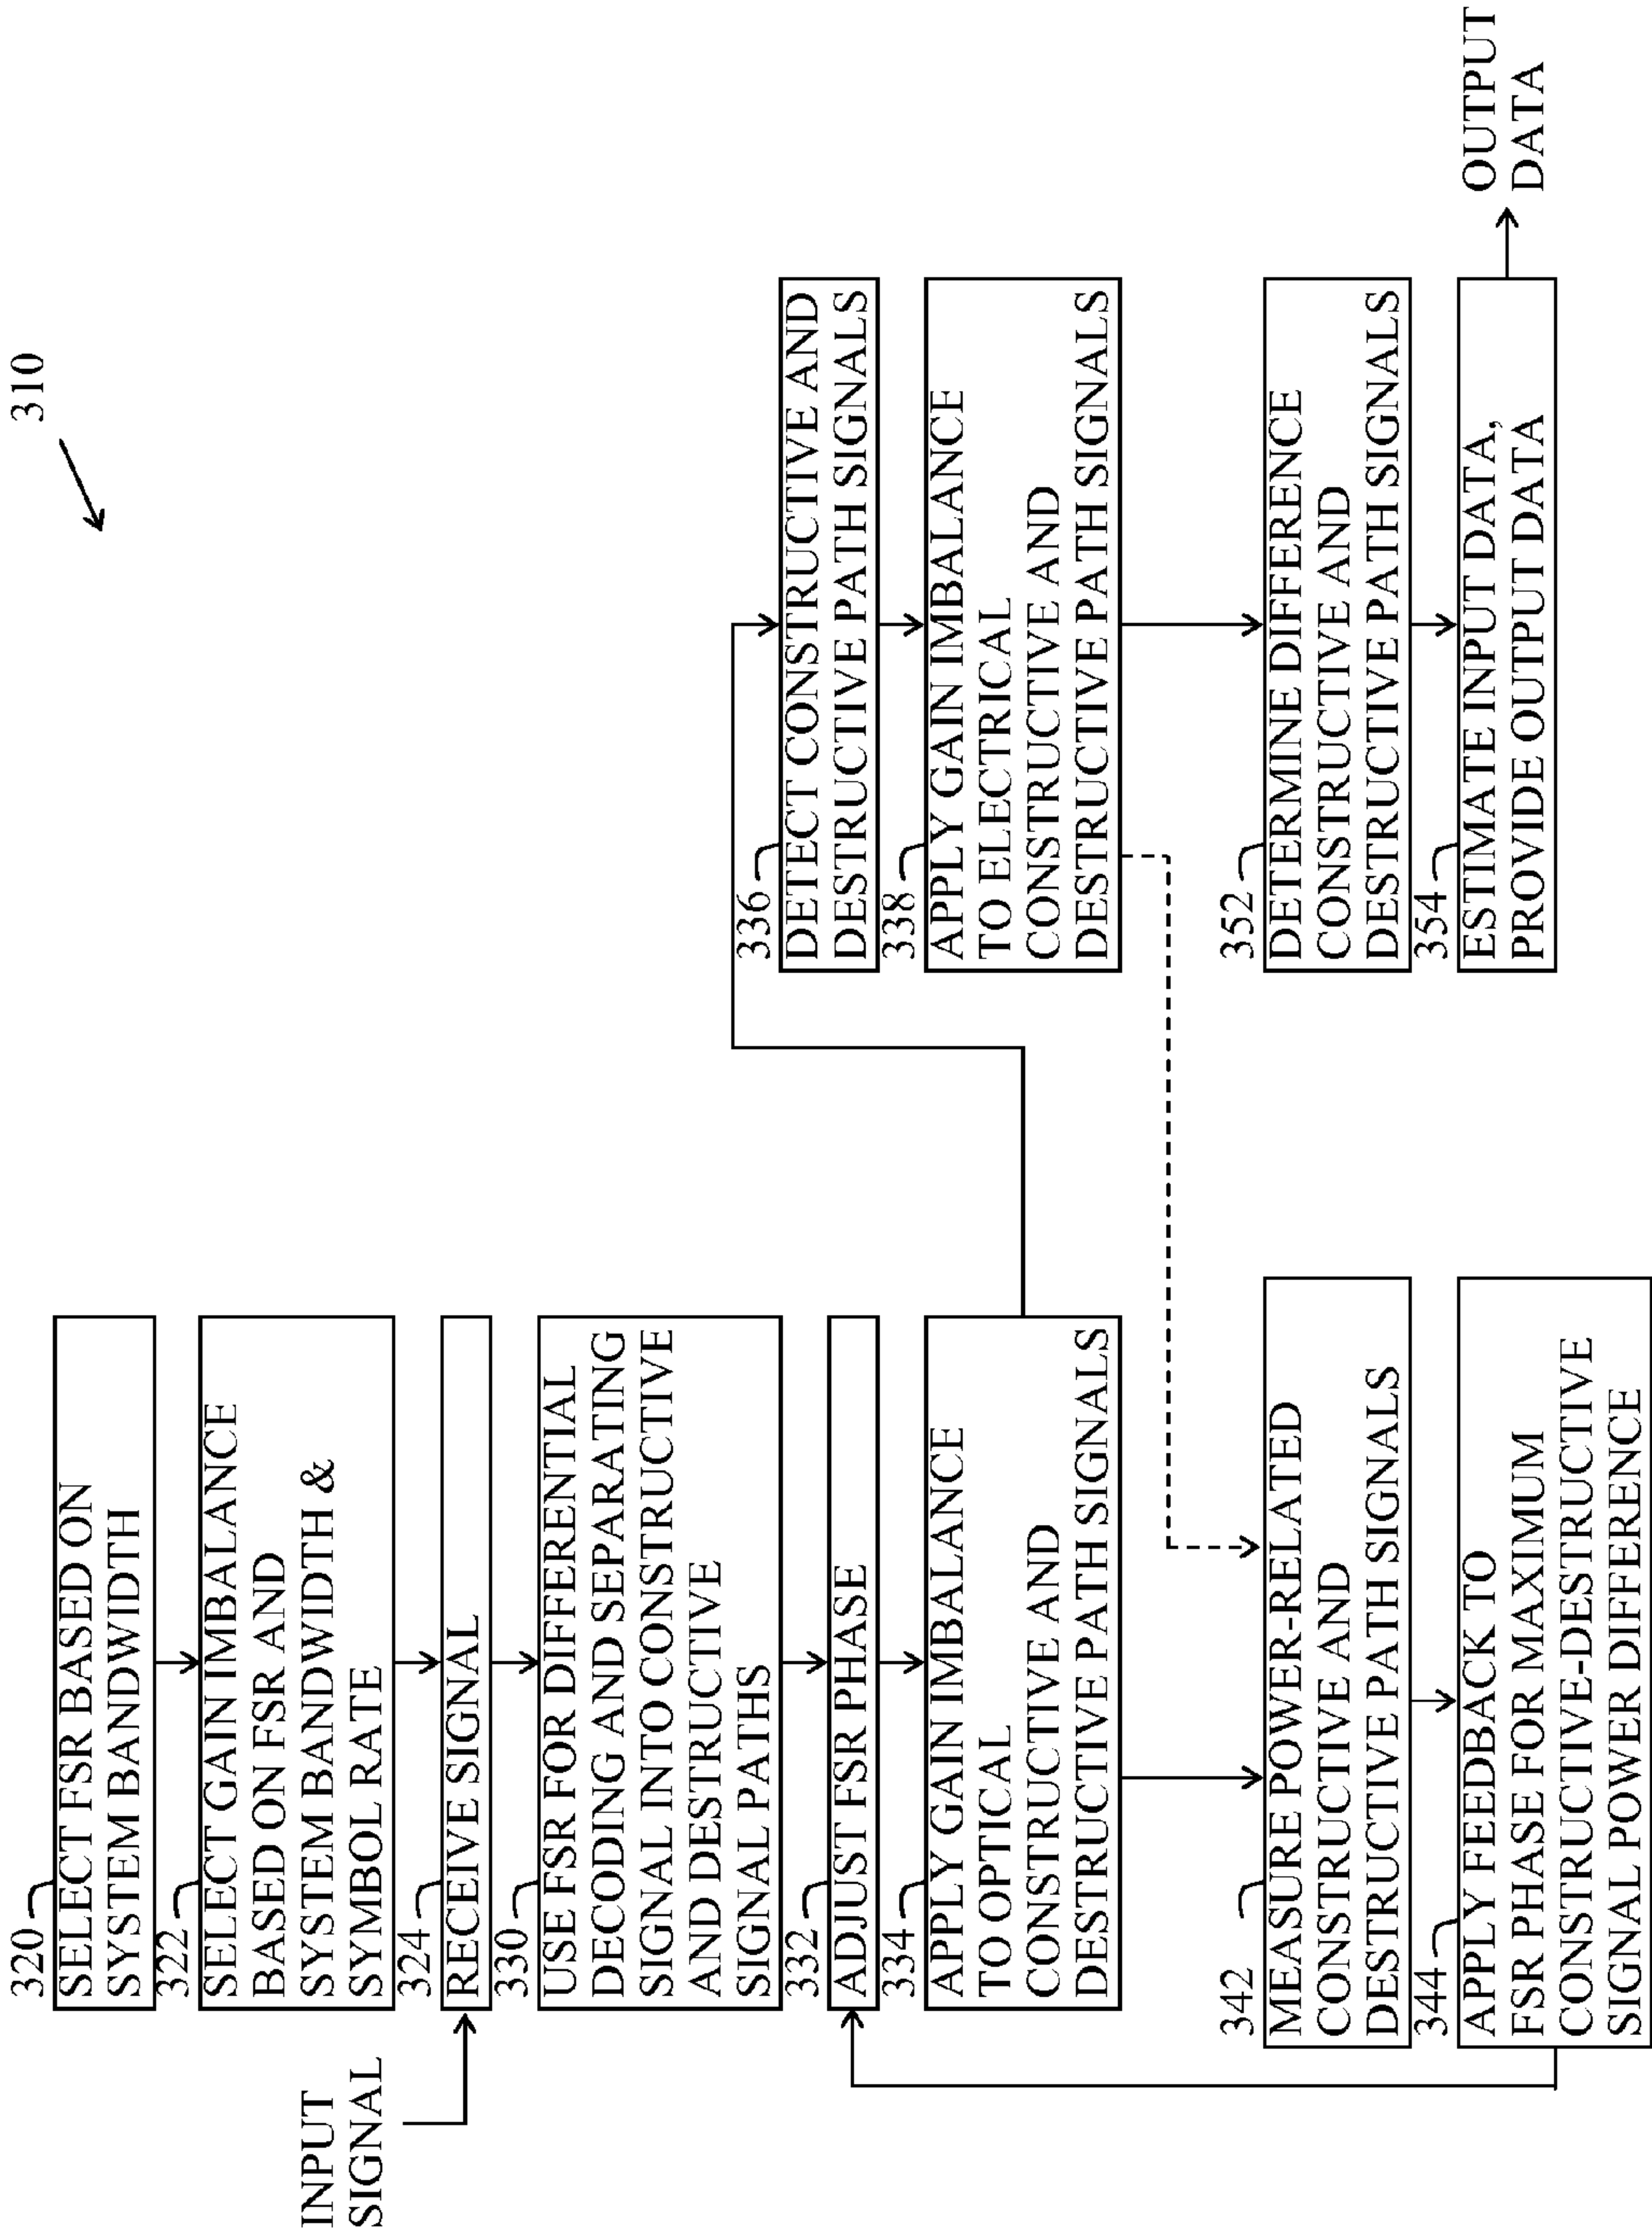 310
320
SELECT FSR BASED ON
SYSTEM BANDWIDTH
322
SELECT GAIN IMBALANCE
BASED ON FSR AND
SYSTEM BANDWIDTH &
SYMBOL RATE
INPUT
SIGNAL
324
RECEIVE SIGNAL
330
USE FSR FOR DIFFERENTIAL
DECODING AND SEPARATING
SIGNAL INTO CONSTRUCTIVE
AND DESTRUCTIVE
SIGNAL PATHS
332
ADJUST FSR PHASE
334
APPLY GAIN IMBALANCE
TO OPTICAL
CONSTRUCTIVE AND
DESTRUCTIVE PATH SIGNALS
342
MEASURE POWER-RELATED
CONSTRUCTIVE AND
DESTRUCTIVE PATH SIGNALS
344
APPLY FEEDBACK TO
FSR PHASE FOR MAXIMUM
CONSTRUCTIVE-DESTRUCTIVE
SIGNAL POWER DIFFERENCE
336
DETECT CONSTRUCTIVE AND
DESTRUCTIVE PATH SIGNALS
338
APPLY GAIN IMBALANCE
TO ELECTRICAL
CONSTRUCTIVE AND
DESTRUCTIVE PATH SIGNALS
352
DETERMINE DIFFERENCE
CONSTRUCTIVE AND
DESTRUCTIVE PATH SIGNALS
354
ESTIMATE INPUT DATA,
PROVIDE OUTPUT DATA
OUTPUT
DATA